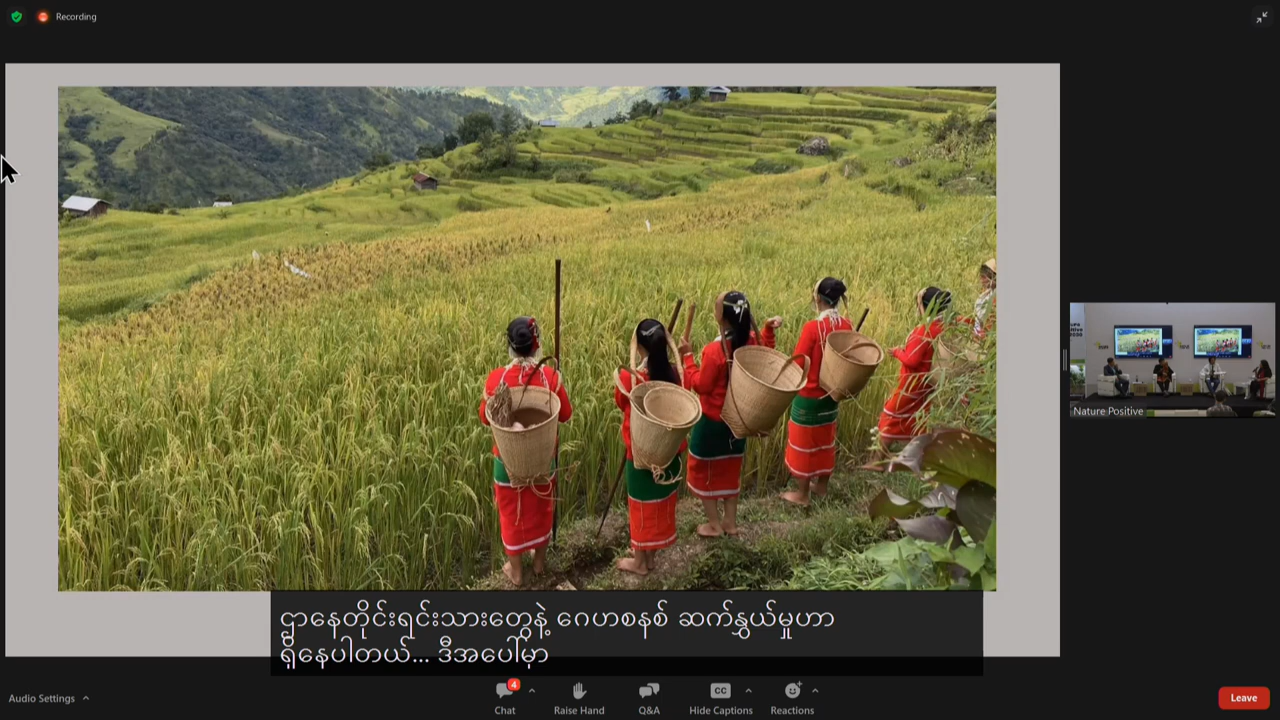 Recording
Nature Positive
ဌာနေတိုင်းရင်းသားတွေနဲ့ ဂေဟစနစ် ဆက်နွှယ်မှုဟာ
ရှိနေပါတယ်... ဒီအပေါ်မှာ
Audio Settings
4
Chat
Raise Hand
Q&A
CC
Hide Captions
Reactions
Leave